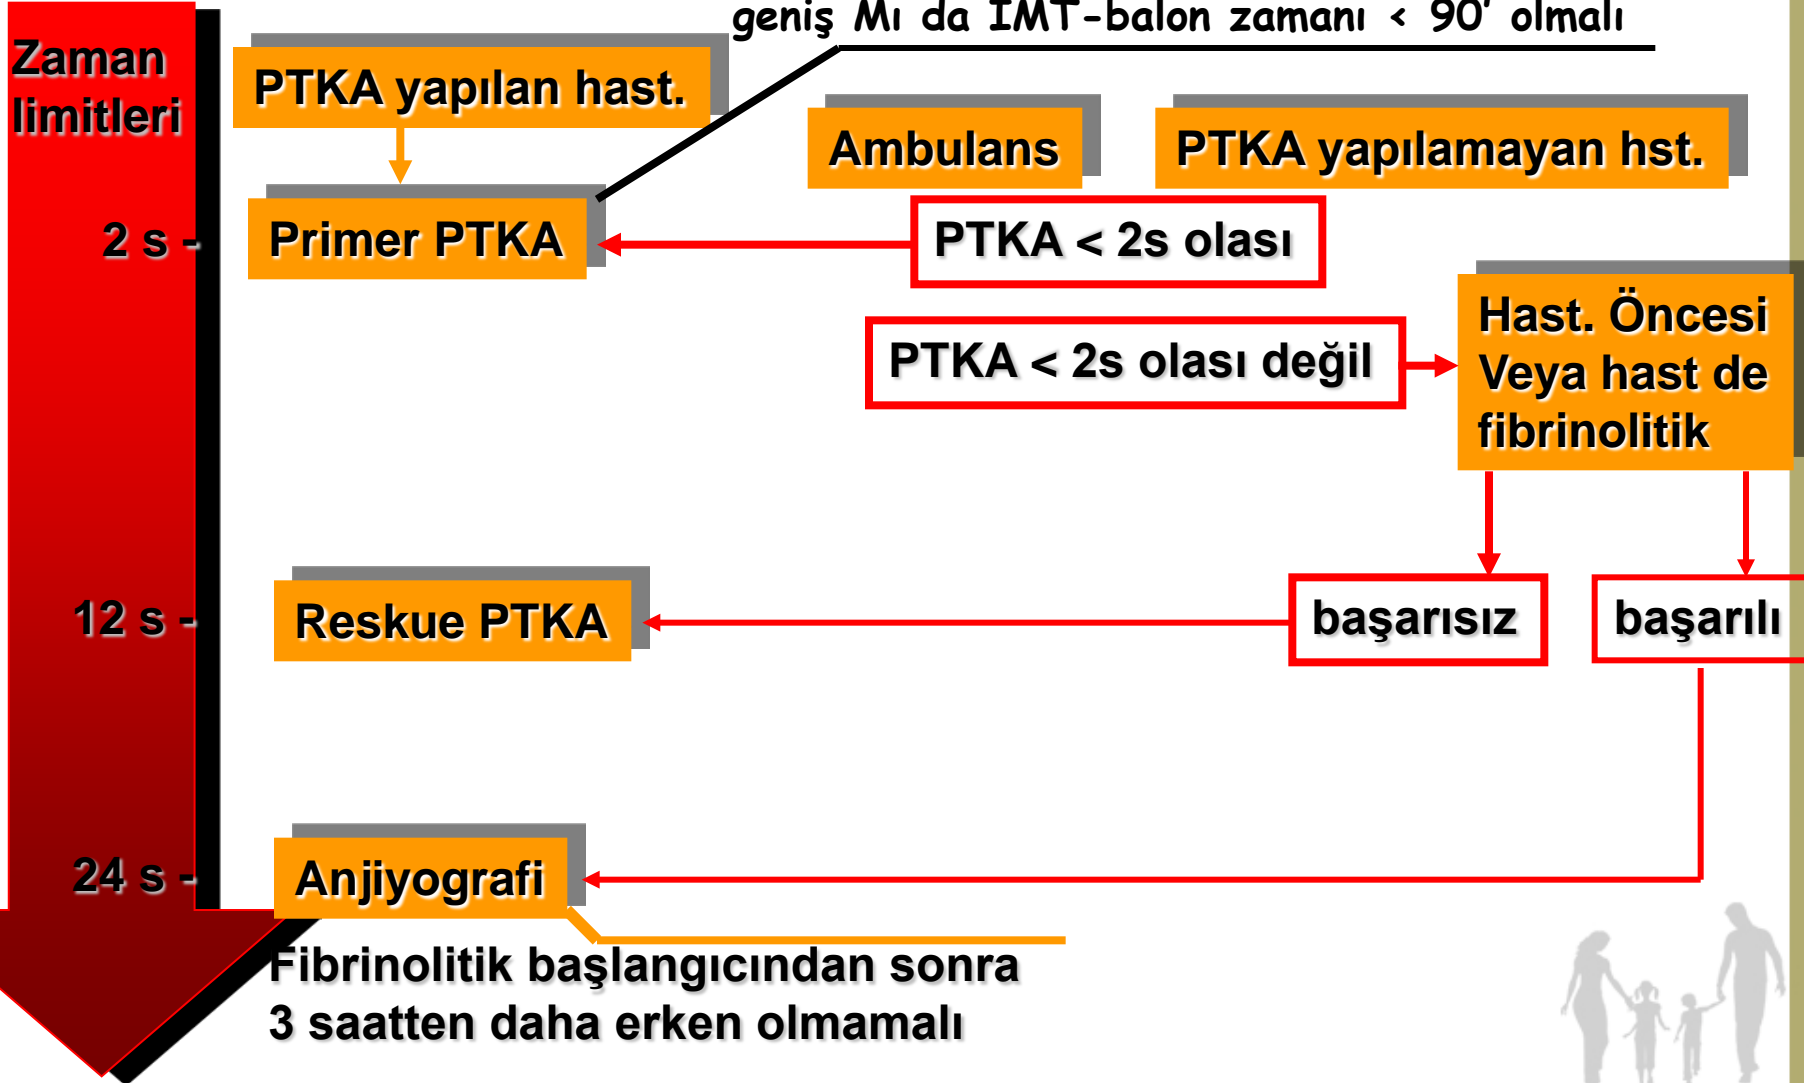 geniş Mı da IMT-balon zamanı < 90' olmalı
Zaman
limitleri
PTKA yapılan hast.
Ambulans
PTKA yapılamayan hst.
2 s -
Primer PTKA
PTKA < 2s olası
PTKA < 2s olası değil
Hast. Öncesi
Veya hast de
fibrinolitik
12 s -
Reskue PTKA
başarısız
başarılı
24 s -
Anjiyografi
Fibrinolitik başlangıcından sonra
3 saatten daha erken olmamalı